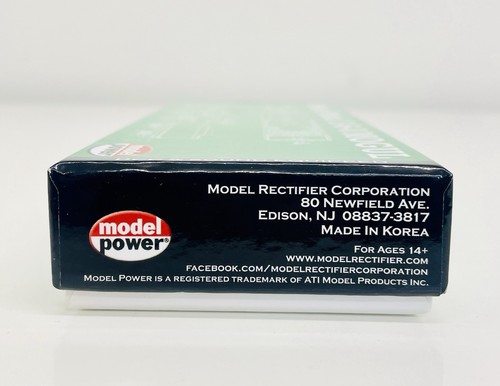 MODEL RECTIFIER CORPORATION
80 NEWFIELD AVE.
EDISON, NJ 08837-3817
MADE IN KOREA
FOR AGES 14+
WWW.MODELRECTIFIER.COM
FACEBOOK.COM/MODELRECTIFIERCORPORATION
MODEL POWER IS A REGISTERED TRADEMARK OF ATI MODEL PRODUCTS INC.
model
power®